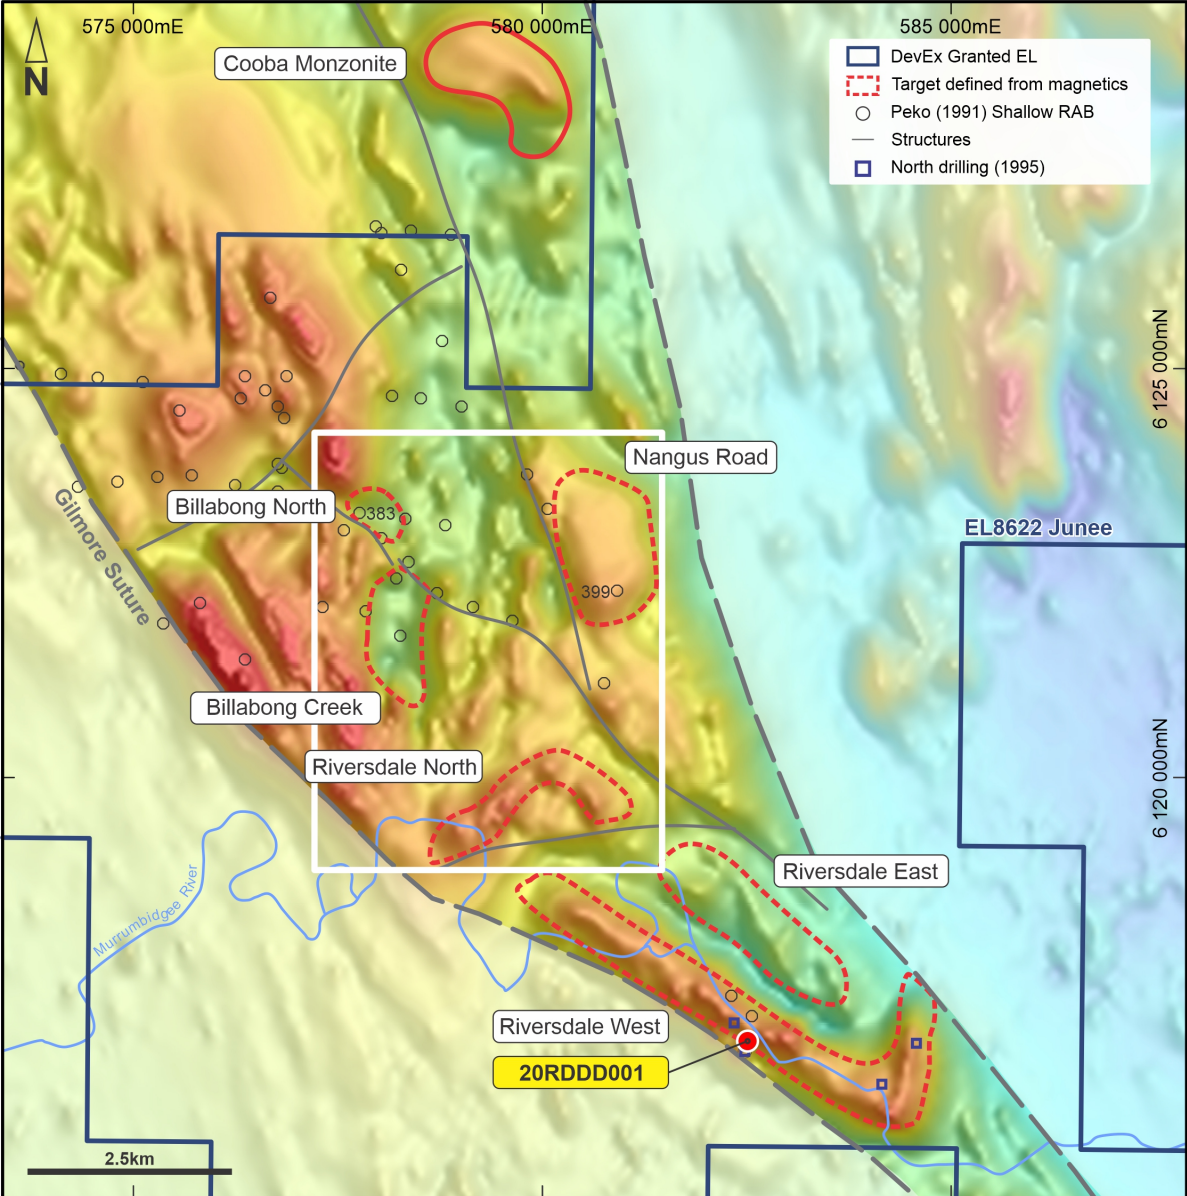 575 000mE
580 000mE
585 000mE
N
Cooba Monzonite
DevEx Granted EL
Target defined from magnetics
Peko (1991) Shallow RAB
Structures
North drilling (1995)
6 125 000mN
Nangus Road
Billabong North
383
EL8622 Junee
Gilmore Suture
399
Billabong Creek
Riversdale North
6 120 000mN
Riversdale East
Murrumbidgee River
Riversdale West
20RDDD001
2.5km